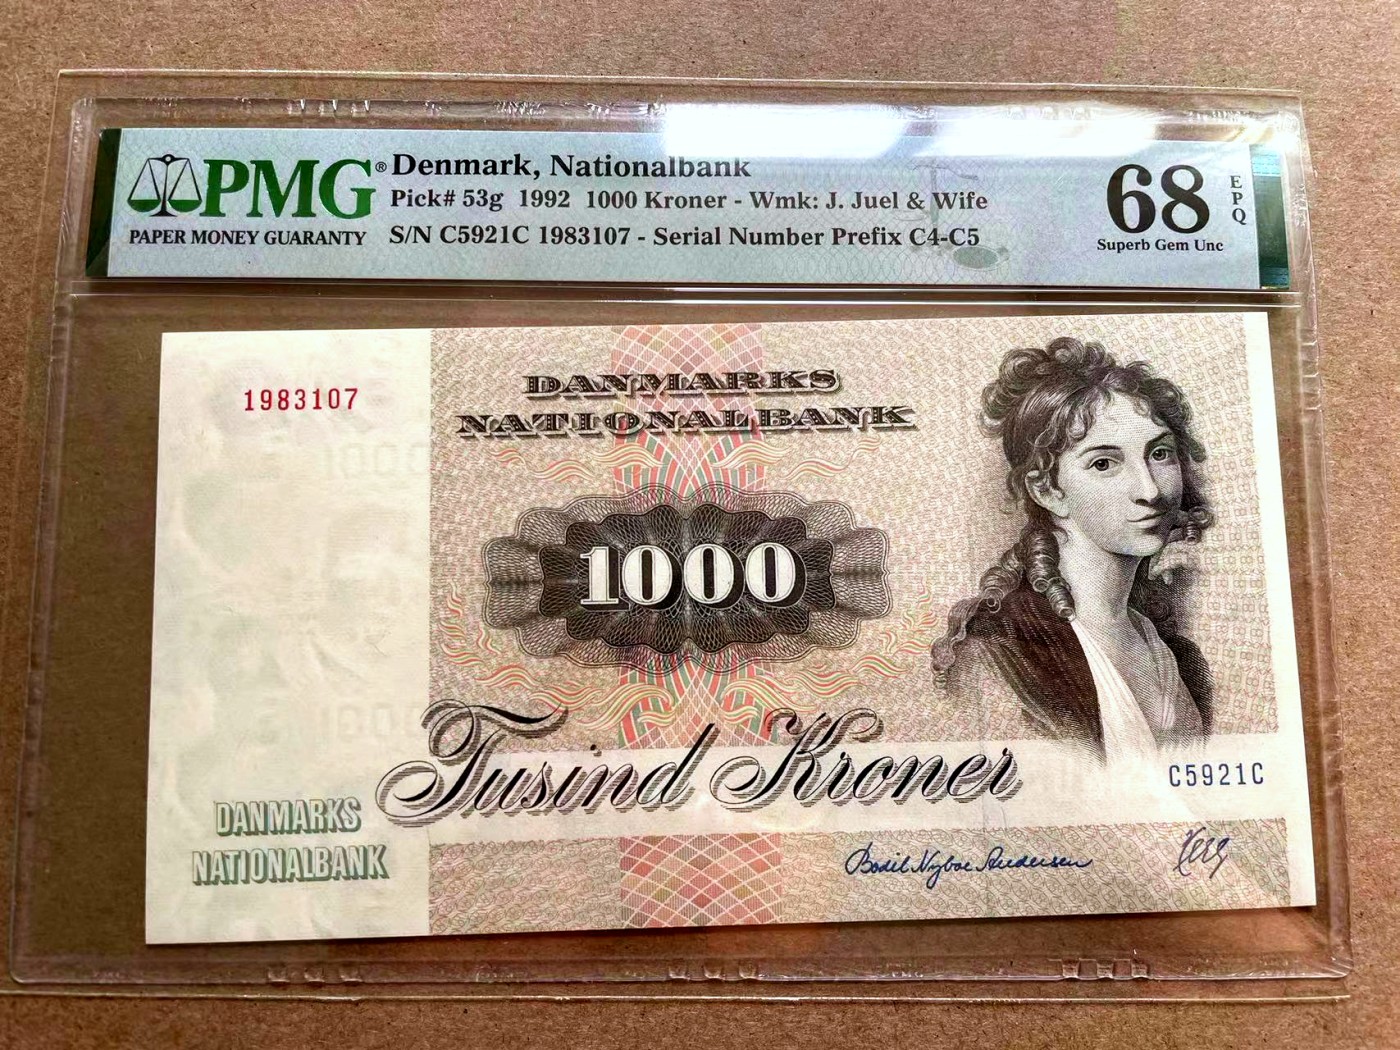 PMG®
PAPER MONEY GUARANTY
Denmark, Nationalbank
Pick# 53g 1992 1000 Kroner - Wmk: J. Juel & Wife
S/N C5921C 1983107 - Serial Number Prefix C4-C5
68
EPQ
Superb Gem Unc
1983107
DANMARKS
NATIONALBANK
1000
Tusind Kroner
C5921C
DANMARKS
NATIONALBANK
Bodil Nyboe Andersen
PMG